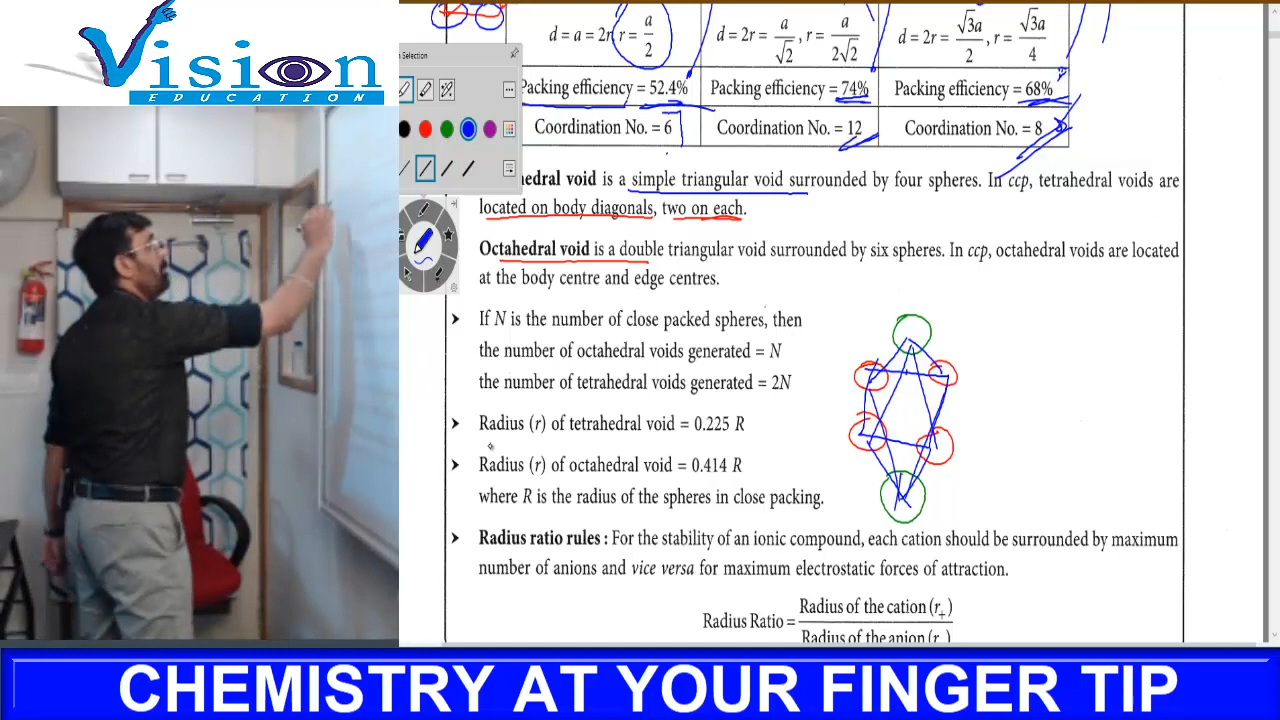 Vision
EDUCATION
n Selection
d = a = 2r, r = a/2
d = 2r = a/√2, r = a/2√2
d = 2r = √3a/2, r = √3a/4
Packing efficiency = 52.4%
Packing efficiency = 74%
Packing efficiency = 68%
Coordination No. = 6
Coordination No. = 12
Coordination No. = 8
hedral void is a simple triangular void surrounded by four spheres. In ccp, tetrahedral voids are
located on body diagonals, two on each.
Octahedral void is a double triangular void surrounded by six spheres. In ccp, octahedral voids are located
at the body centre and edge centres.
➤ If N is the number of close packed spheres, then
the number of octahedral voids generated = N
the number of tetrahedral voids generated = 2N
➤ Radius (r) of tetrahedral void = 0.225 R
➤ Radius (r) of octahedral void = 0.414 R
where R is the radius of the spheres in close packing.
➤ Radius ratio rules : For the stability of an ionic compound, each cation should be surrounded by maximum
number of anions and vice versa for maximum electrostatic forces of attraction.
Radius Ratio = Radius of the cation (r₊)
Radius of the anion (r
CHEMISTRY AT YOUR FINGER TIP